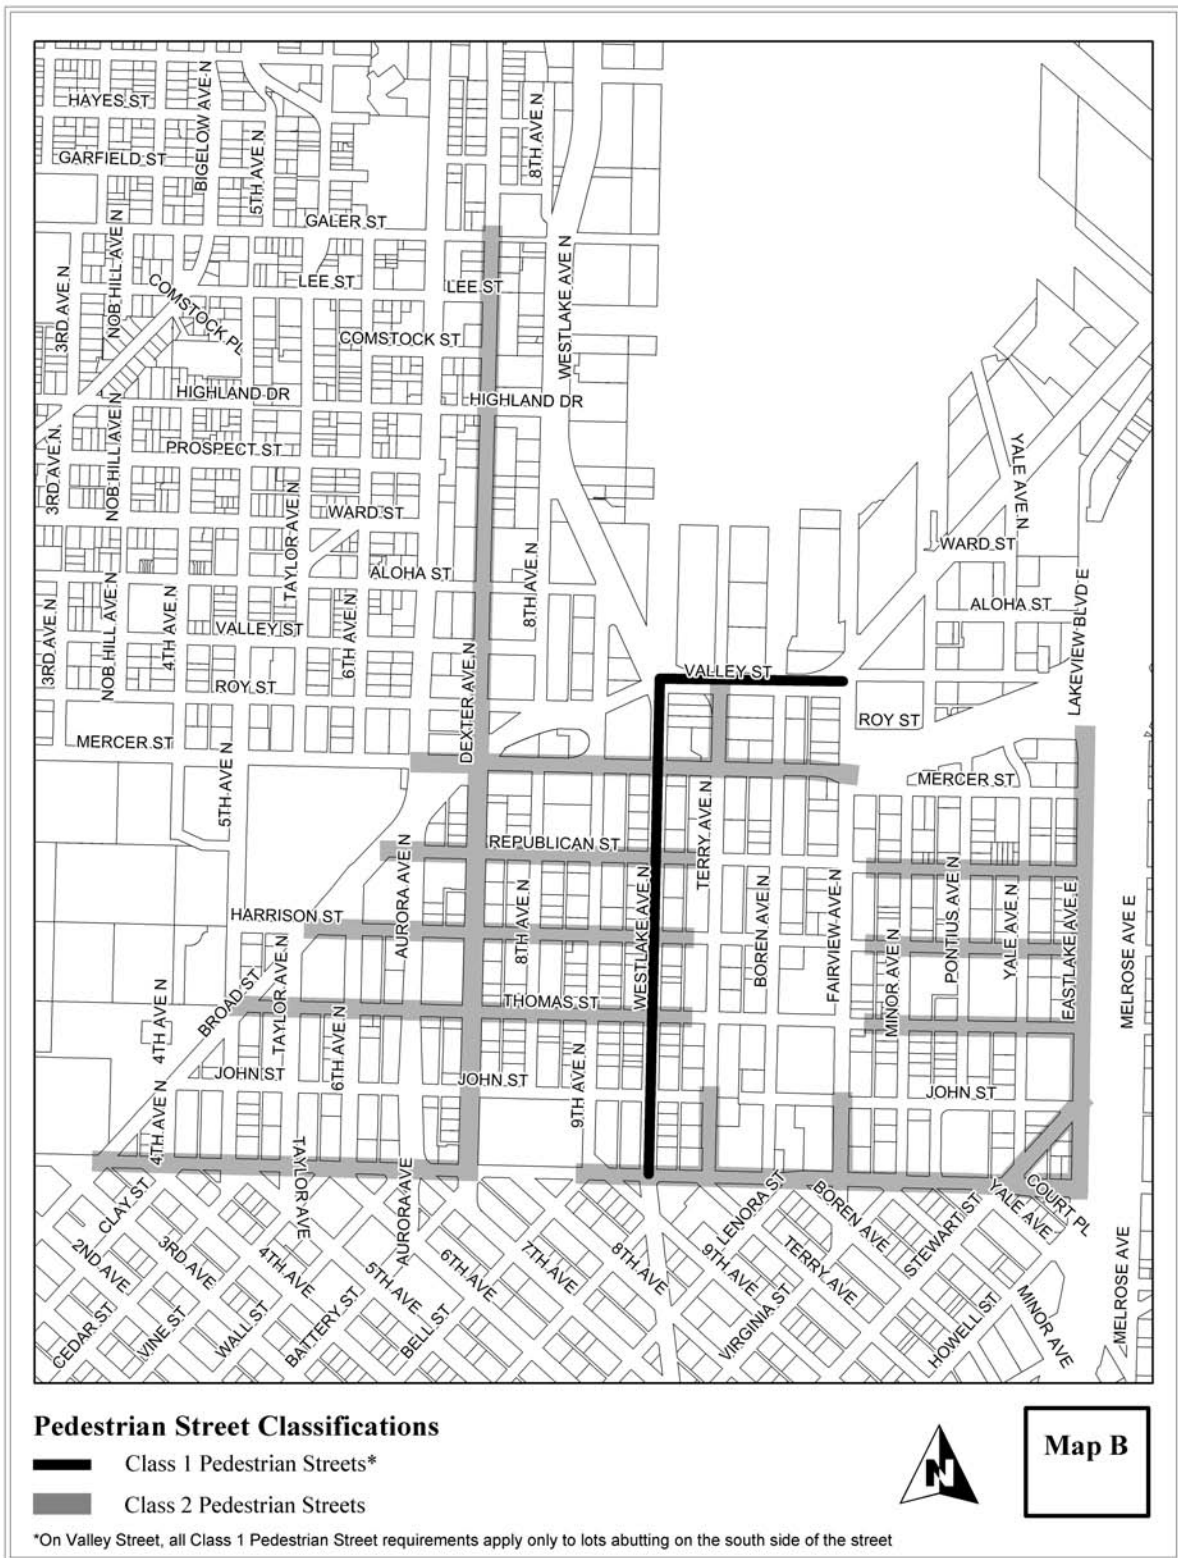 HAYES ST
BIGELOW AVE N
GARFIELD ST
5TH AVE N
8TH AVE N
GALER ST
NOB HILL AVE N
3RD AVE N
COMSTOCK PL
LEE ST
LEE ST
WESTLAKE AVE N
COMSTOCK ST
HIGHLAND DR
HIGHLAND DR
NOB HILL AVE N
3RD AVE N
PROSPECT ST
YALE AVE N
TAYLOR AVE N
WARD ST
WARD ST
ALOHA ST
8TH AVE N
ALOHA ST
LAKEVIEW BLVD E
3RD AVE N
NOB HILL AVE N
4TH AVE N
VALLEY ST
6TH AVE N
ROY ST
DEXTER AVE N
VALLEY ST
ROY ST
MERCER ST
5TH AVE N
MERCER ST
TERRY AVE N
REPUBLICAN ST
AURORA AVE N
8TH AVE N
WESTLAKE AVE N
BOREN AVE N
FAIRVIEW AVE N
MINOR AVE N
PONTIUS AVE N
YALE AVE N
EASTLAKE AVE E
MELROSE AVE E
HARRISON ST
BROAD ST
TAYLOR AVE N
4TH AVE N
6TH AVE N
THOMAS ST
9TH AVE N
JOHN ST
JOHN ST
JOHN ST
4TH AVE N
TAYLOR AVE
AURORA AVE
CLAY ST
2ND AVE
3RD AVE
4TH AVE
5TH AVE
6TH AVE
7TH AVE
8TH AVE
9TH AVE
LENORA ST
TERRY AVE
BOREN AVE
STEWART ST
YALE AVE
COURT PL
MELROSE AVE
CEDAR ST
VINE ST
WALL ST
BATTERY ST
BELL ST
VIRGINIA ST
HOWELL ST
MINOR AVE
Pedestrian Street Classifications
Class 1 Pedestrian Streets*
Class 2 Pedestrian Streets
N
Map B
*On Valley Street, all Class 1 Pedestrian Street requirements apply only to lots abutting on the south side of the street